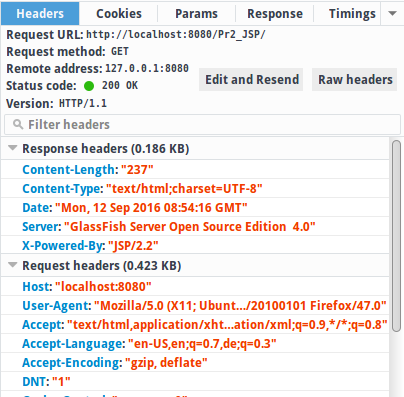 Headers Cookies Params Response Timings
Request URL: http://localhost:8080/Pr2_JSP/
Request method: GET
Remote address: 127.0.0.1:8080
Status code: 200 OK
Edit and Resend Raw headers
Version: HTTP/1.1
Filter headers
Response headers (0.186 KB)
Content-Length: "237"
Content-Type: "text/html;charset=UTF-8"
Date: "Mon, 12 Sep 2016 08:54:16 GMT"
Server: "GlassFish Server Open Source Edition 4.0"
X-Powered-By: "JSP/2.2"
Request headers (0.423 KB)
Host: "localhost:8080"
User-Agent: "Mozilla/5.0 (X11; Ubunt.../20100101 Firefox/47.0"
Accept: "text/html,application/xht...ation/xml;q=0.9,*/*;q=0.8"
Accept-Language: "en-US,en;q=0.7,de;q=0.3"
Accept-Encoding: "gzip, deflate"
DNT: "1"